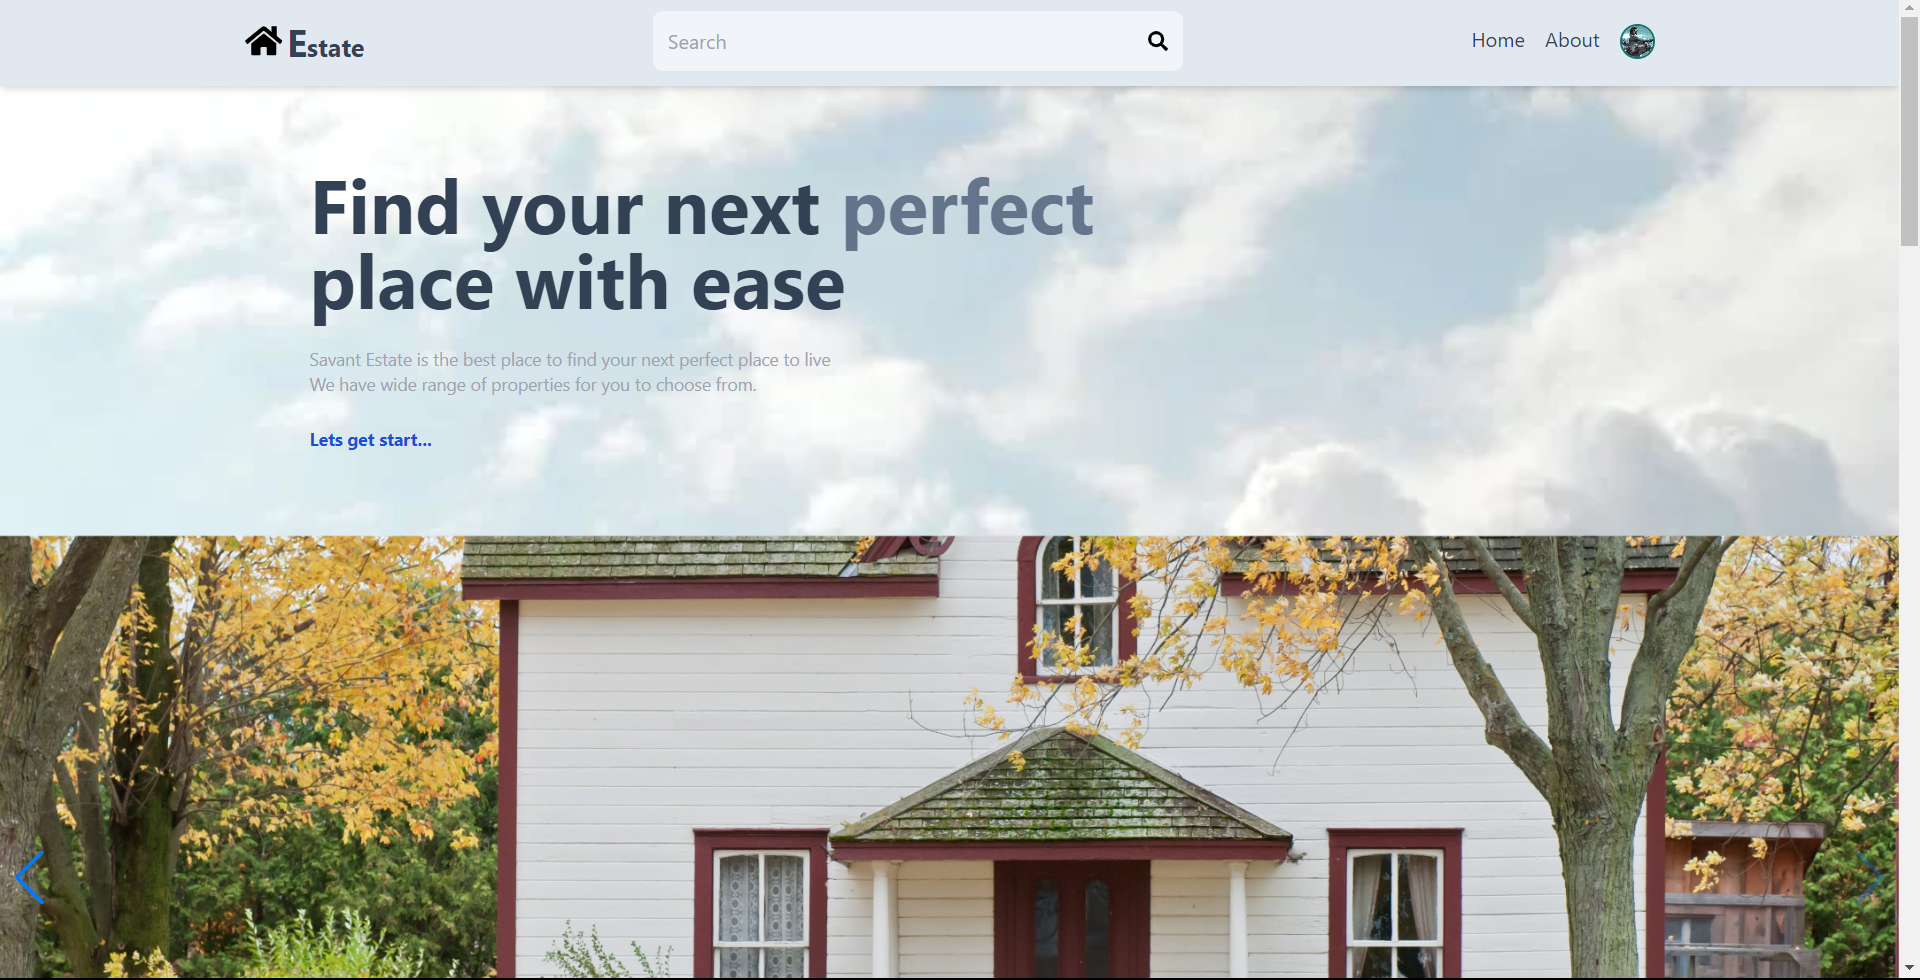 Estate
Search
Home
About
Find your next perfect
place with ease
Savant Estate is the best place to find your next perfect place to live
We have wide range of properties for you to choose from.
Lets get start...